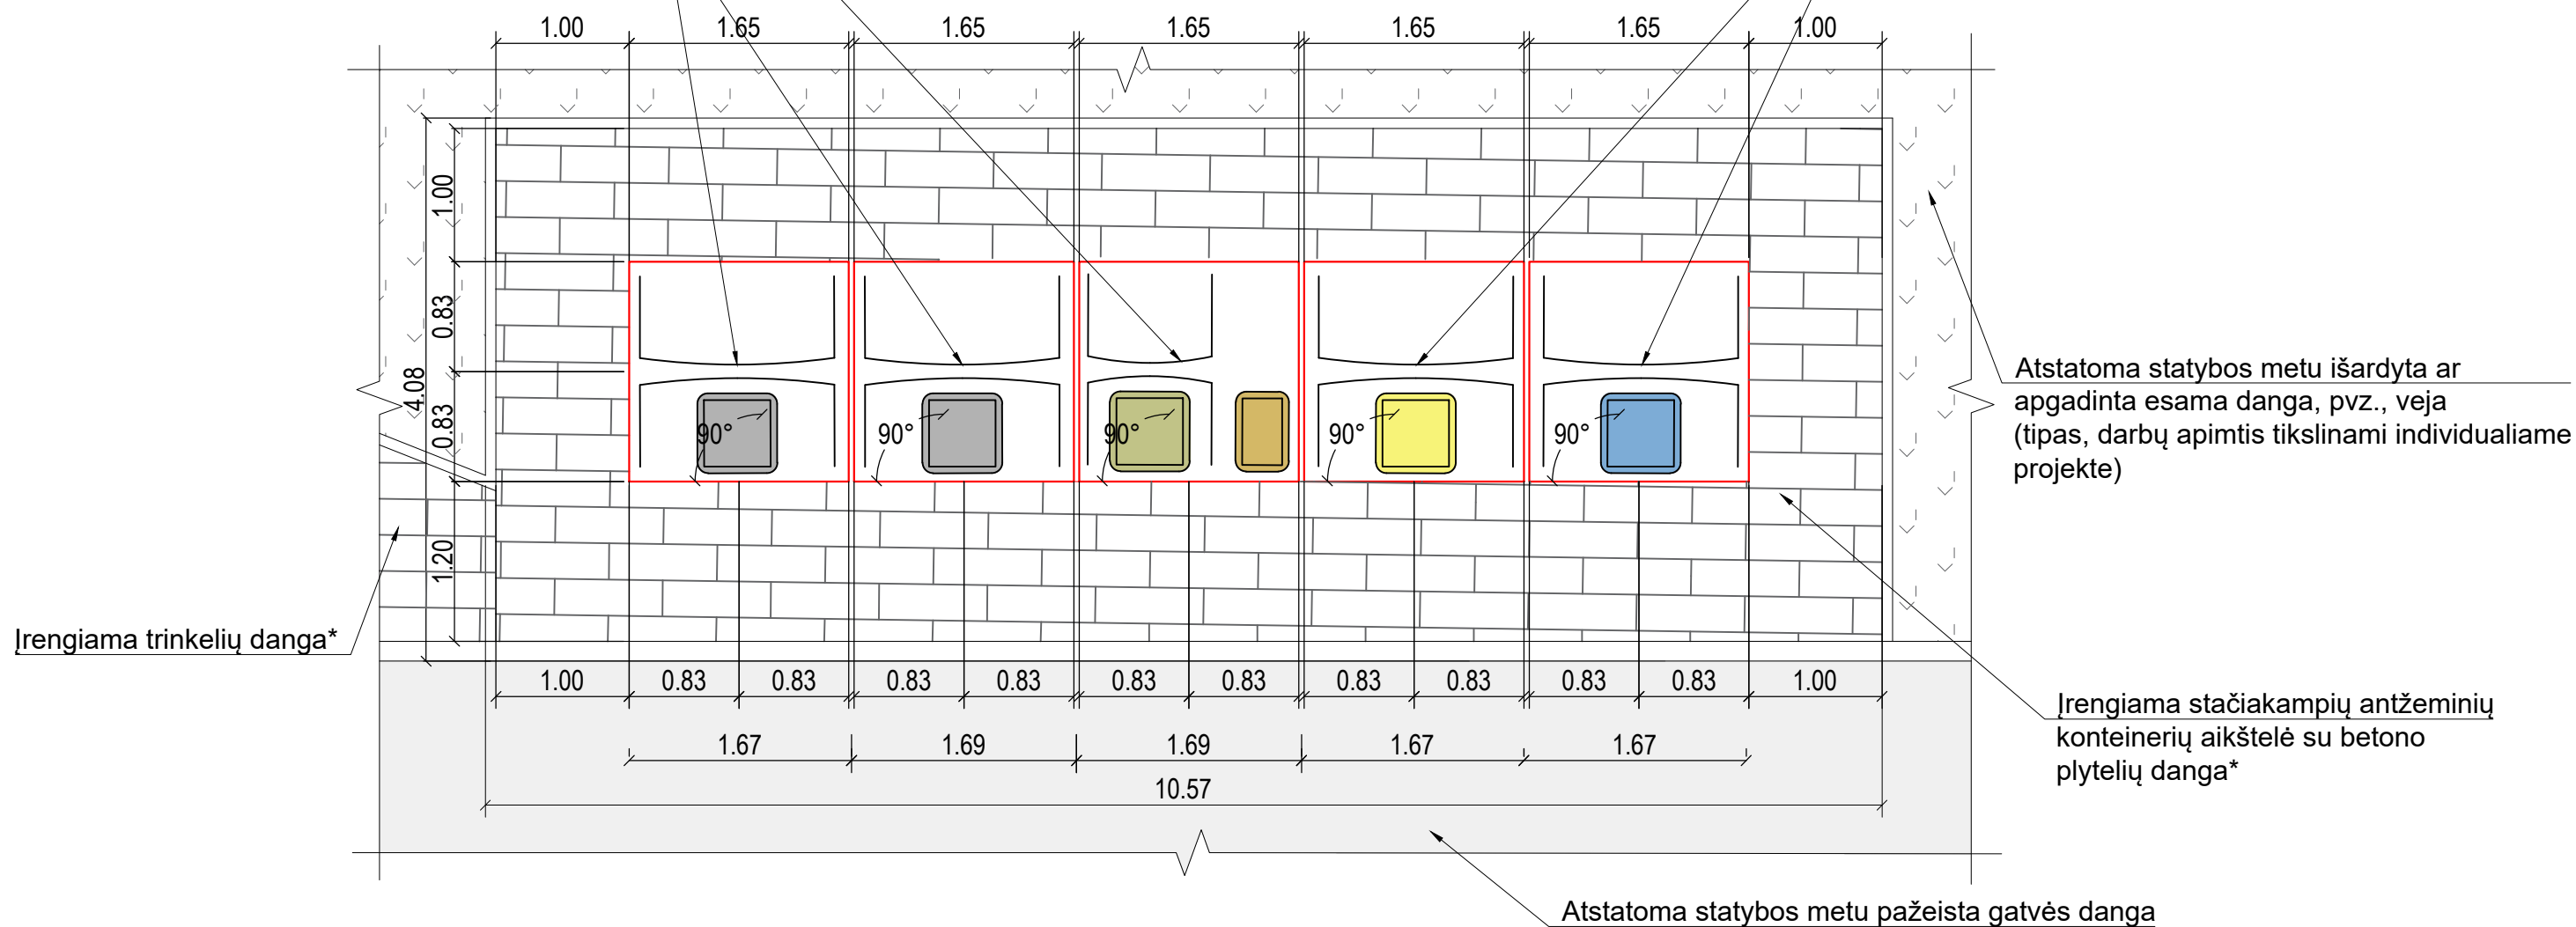 1.00 1.65 1.65 1.65 1.65 1.65 1.00
1.00
0.83
0.83
1.20
4.08
90° 90° 90° 90° 90°
Atstatoma statybos metu išardyta ar
apgadinta esama danga, pvz., veja
(tipas, darbų apimtis tikslinami individualiame
projekte)
Įrengiama trinkelių danga*
1.00 0.83 0.83 0.83 0.83 0.83 0.83 0.83 0.83 0.83 0.83 1.00
1.67 1.69 1.69 1.67 1.67
10.57
Įrengiama stačiakampių antžeminių
konteinerių aikštelė su betono
plytelių danga*
Atstatoma statybos metu pažeista gatvės danga